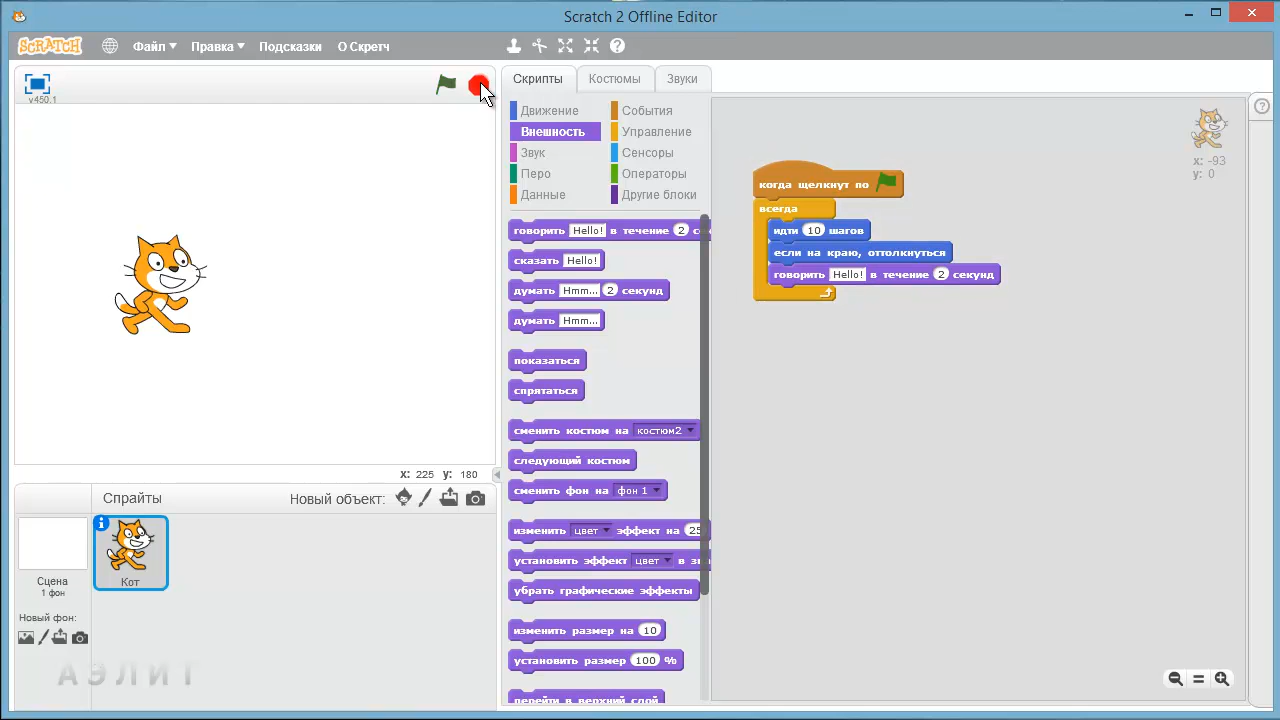 Scratch 2 Offline Editor
SCRATCH Файл Правка Подсказки О Скретч
v450.1
Скрипты Костюмы Звуки
Движение События
Внешность Управление
Звук Сенсоры
Перо Операторы
Данные Другие блоки
говорить Hello! в течение 2
сказать Hello!
думать Hmm... 2 секунд
думать Hmm...
показаться
спрятаться
сменить костюм на костюм2
следующий костюм
сменить фон на фон 1
изменить цвет эффект на 25
установить эффект цвет в
убрать графические эффекты
изменить размер на 10
установить размер 100 %
перейти в верхний слой
когда щелкнут по
всегда
идти 10 шагов
если на краю, оттолкнуться
говорить Hello! в течение 2 секунд
x: -93
y: 0
x: 225 y: 180
Спрайты Новый объект:
Сцена
1 фон
Кот
Новый фон:
АЭЛИТ